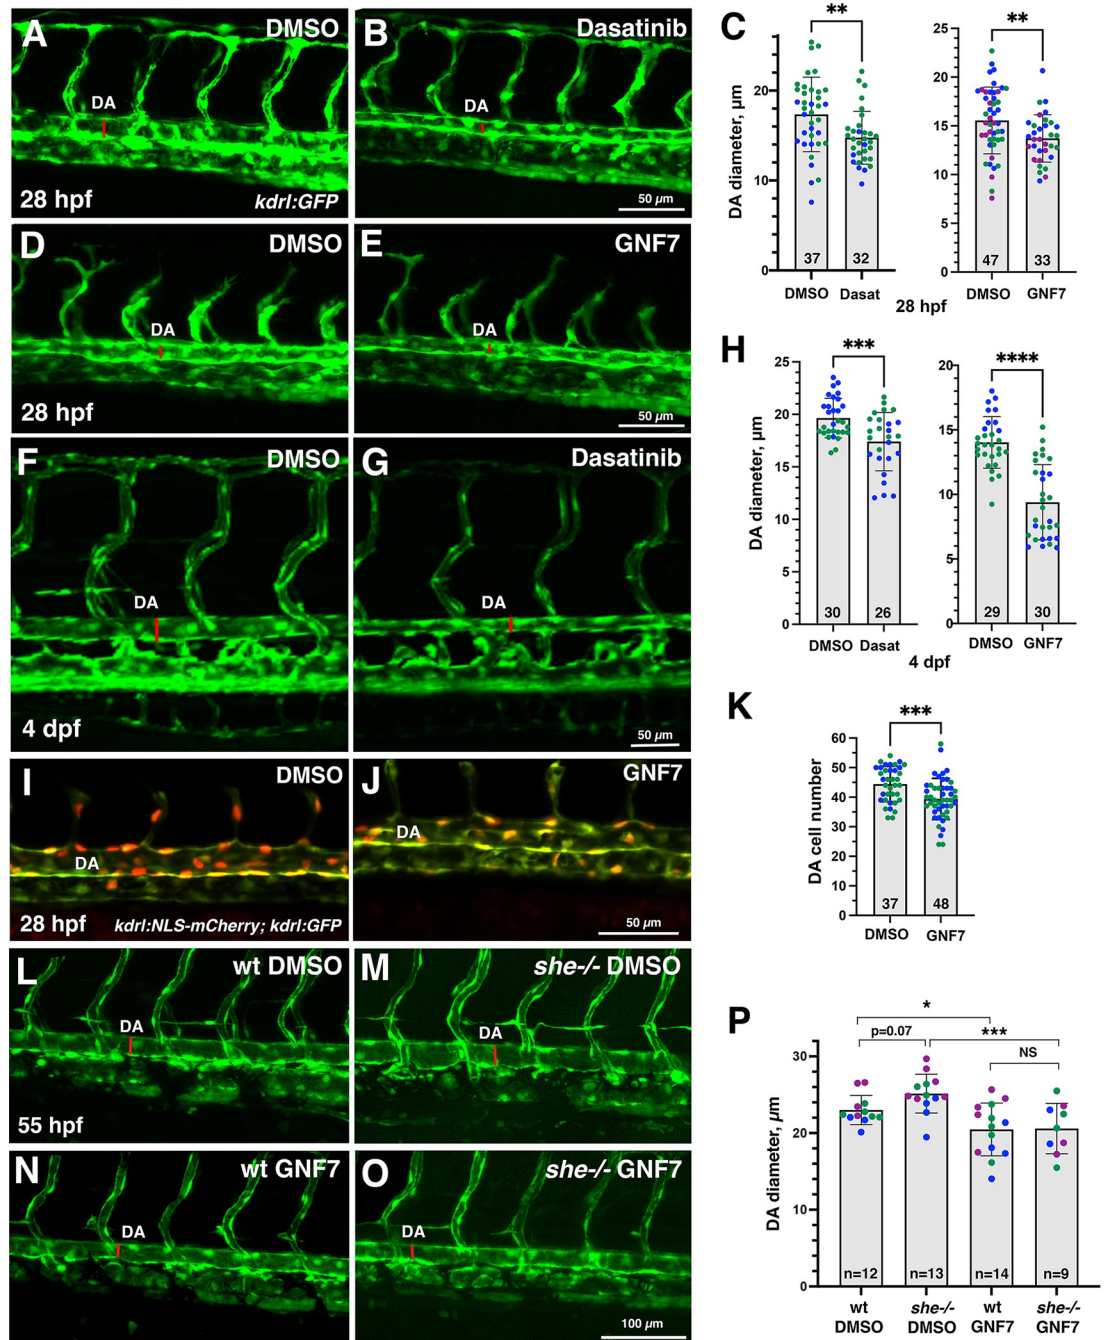 A DMSO
DA
28 hpf
kdrl:GFP
B Dasatinib
DA
50 µm
C
**
DA diameter, µm
20
10
0
37 32
DMSO Dasat
**
25
20
15
10
5
0
47 33
DMSO GNF7
28 hpf
D DMSO
DA
28 hpf
E GNF7
DA
50 µm
F DMSO
DA
4 dpf
G Dasatinib
DA
50 µm
H
***
DA diameter, µm
25
20
15
10
5
0
30 26
DMSO Dasat
****
20
15
10
5
0
29 30
DMSO GNF7
4 dpf
I DMSO
DA
28 hpf
kdrl:NLS-mCherry; kdrl:GFP
J GNF7
DA
50 µm
K
***
DA cell number
60
50
40
30
20
10
0
37 48
DMSO GNF7
L wt DMSO
DA
55 hpf
M she-/- DMSO
DA
N wt GNF7
DA
O she-/- GNF7
DA
100 µm
P
*
p=0.07
***
NS
DA diameter, µm
30
20
10
0
n=12 n=13 n=14 n=9
wt she-/- wt she-/-
DMSO DMSO GNF7 GNF7